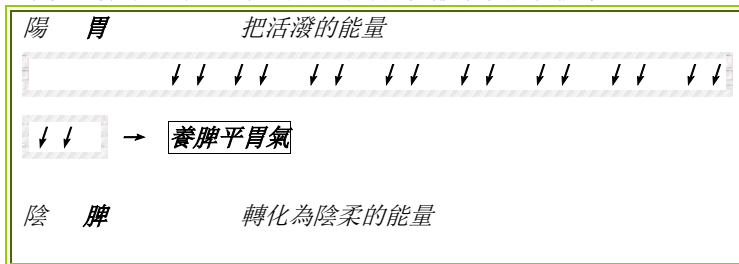 陽 胃 把活潑的能量
↓↓ ↓↓ ↓↓ ↓↓ ↓↓ ↓↓ ↓↓ ↓↓
↓↓ → 養脾平胃氣
陰 脾 轉化為陰柔的能量